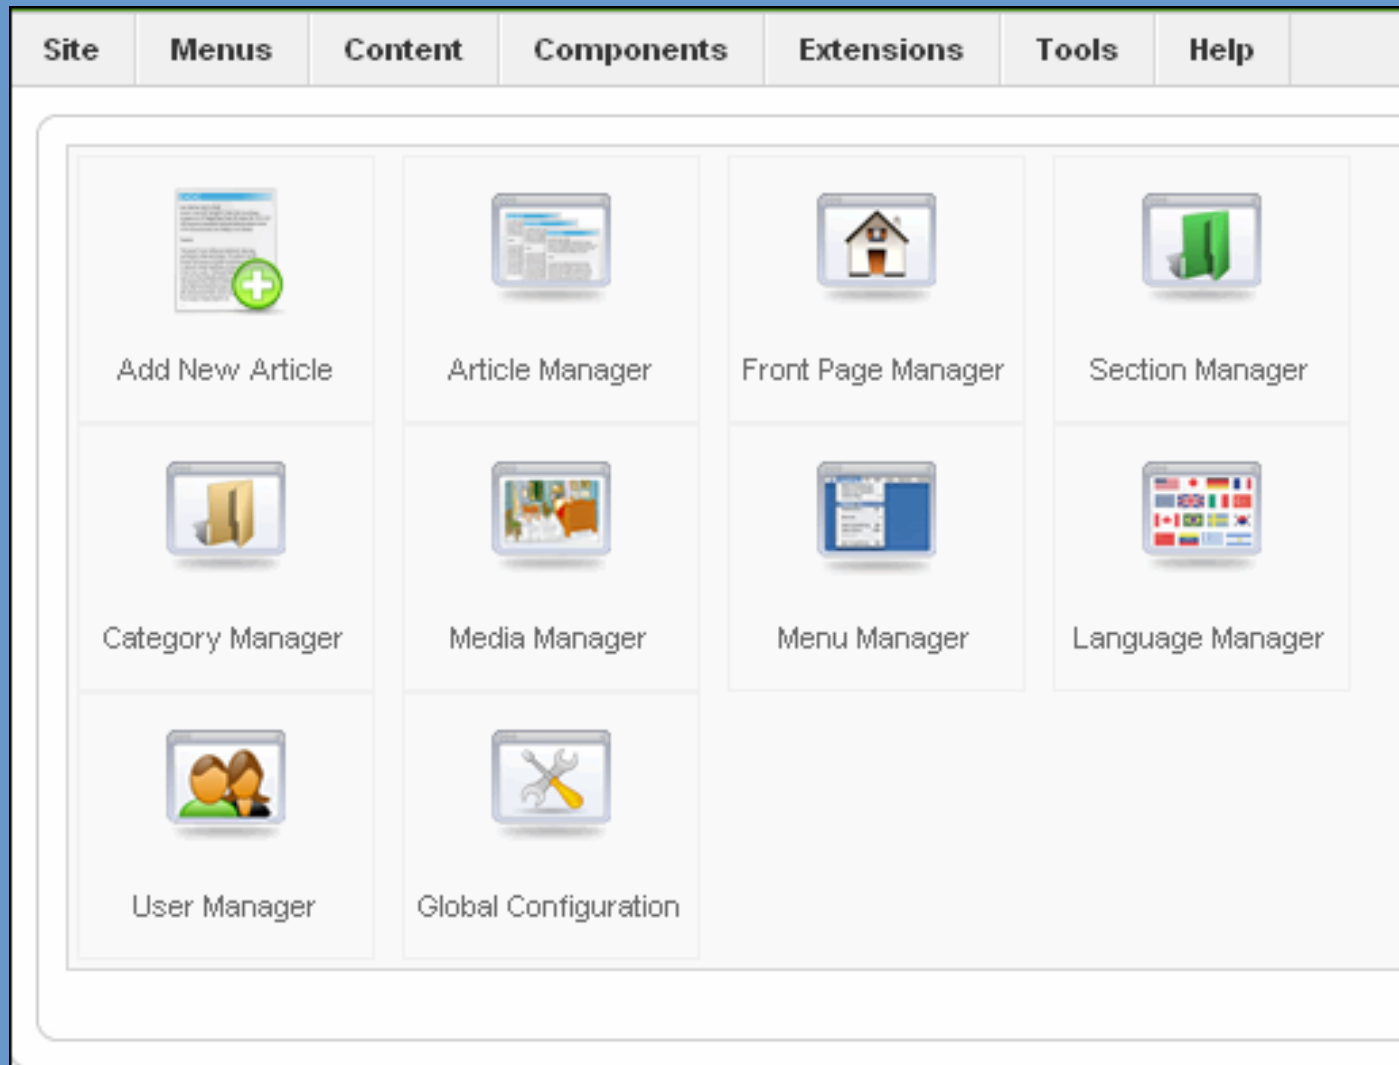 Site Menus Content Components Extensions Tools Help
Add New Article Article Manager Front Page Manager Section Manager
Category Manager Media Manager Menu Manager Language Manager
User Manager Global Configuration